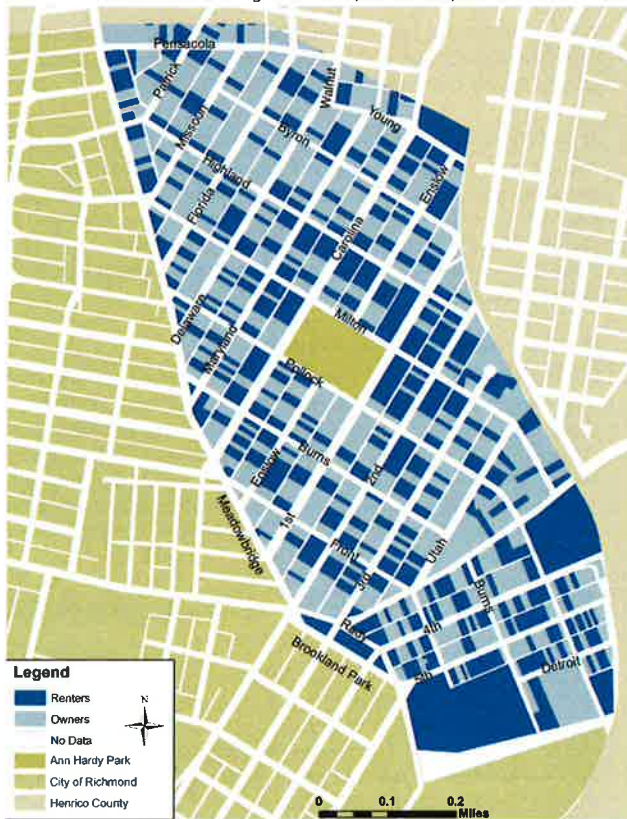 Pensacola
Patrick
Walnut
Missouri
Byron
Young
Highland
Enslow
Florida
Carolina
Delaware
Milton
Maryland
Pollock
Burns
Enslow
2nd
1st
Meadowbridge
Front
Utah
3rd
Burns
Rady
4th
Brookland Park
5th
Detroit
Legend
Renters
Owners
No Data
Ann Hardy Park
City of Richmond
Henrico County
N
0 0.1 0.2
Miles